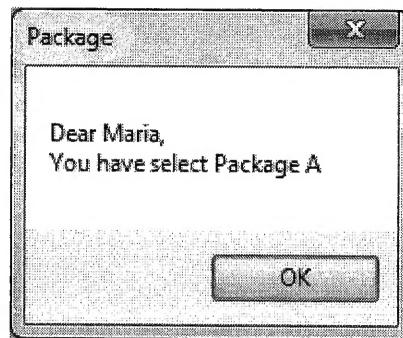 Package
X
Dear Maria,
You have select Package A
OK